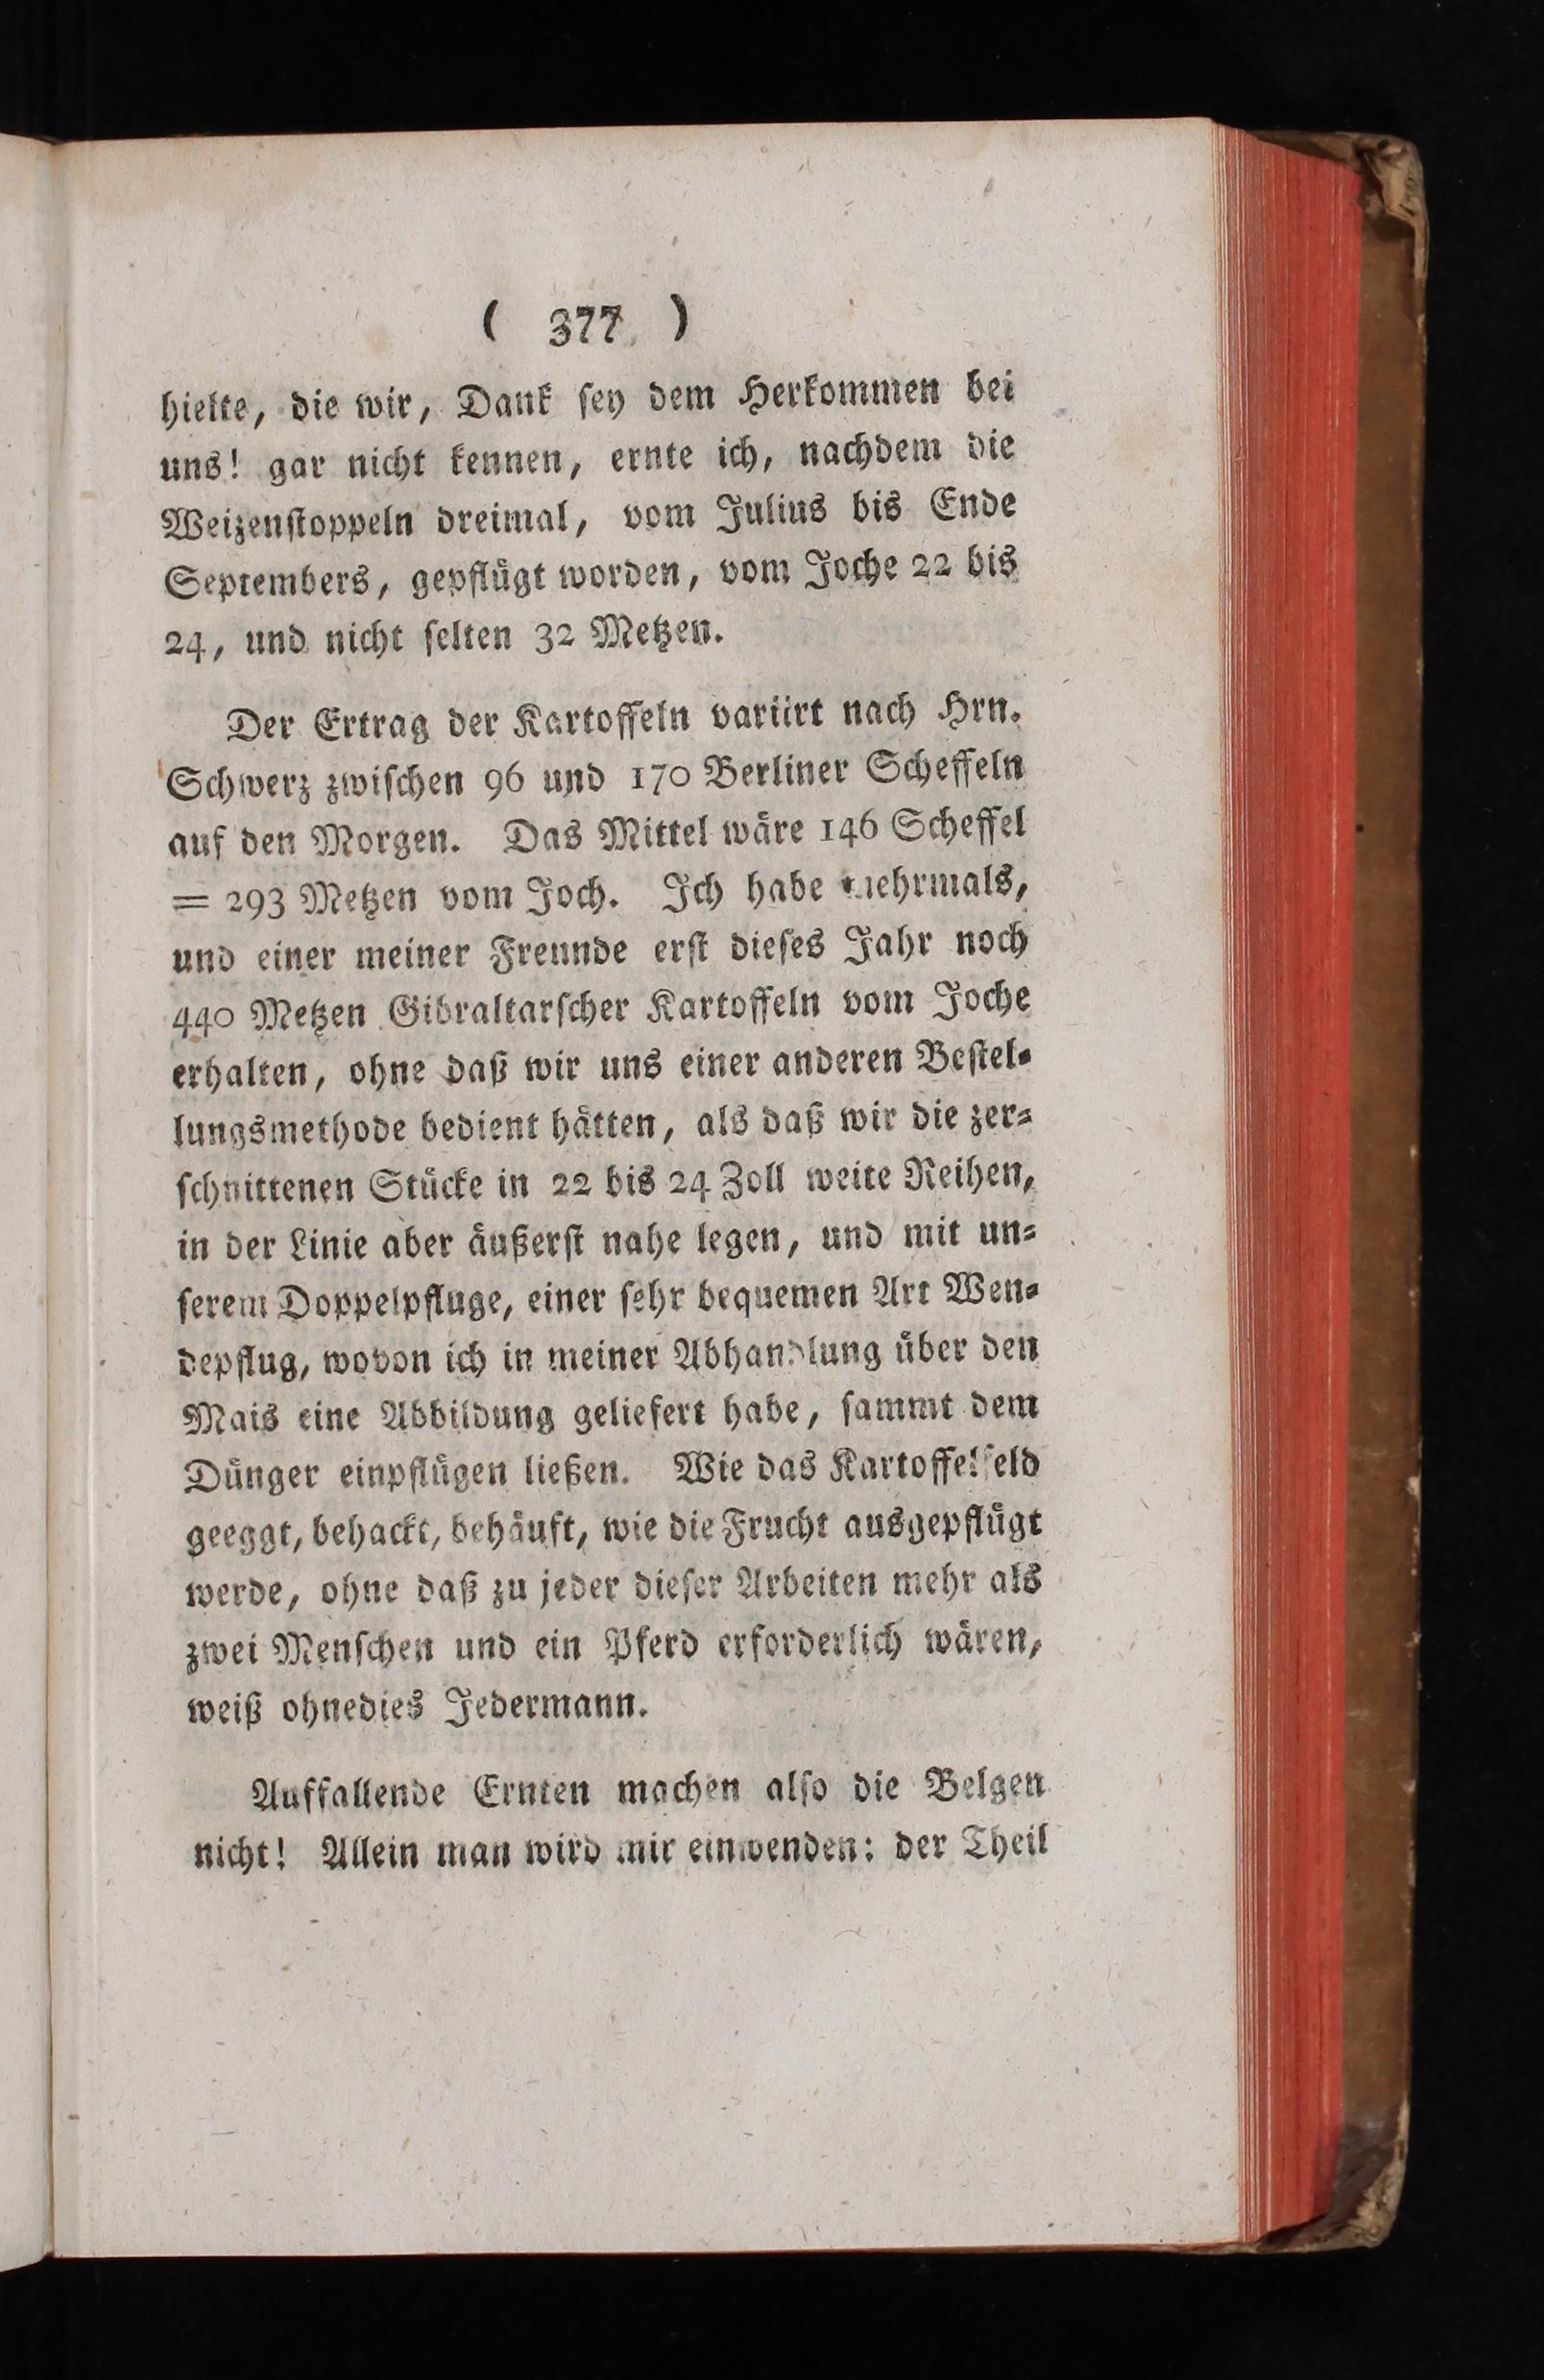 ( 377 )
hielte, die wir, Dank sey dem Herkommen bei
uns! gar nicht kennen, ernte ich, nachdem die
Weizenstoppeln dreimal, vom Julius bis Ende
Septembers, gepflügt worden, vom Joche 22 bis
24, und nicht selten 32 Metzen.
Der Ertrag der Kartoffeln variirt nach Hrn.
Schwerz zwischen 96 und 170 Berliner Scheffeln
auf den Morgen. Das Mittel wäre 146 Scheffel
= 293 Metzen vom Joch. Ich habe mehrmals,
und einer meiner Freunde erst dieses Jahr noch
440 Metzen Gibraltarscher Kartoffeln vom Joche
erhalten, ohne daß wir uns einer anderen Bestel-
lungsmethode bedient hätten, als daß wir die zer-
schnittenen Stücke in 22 bis 24 Zoll weite Reihen,
in der Linie aber äußerst nahe legen, und mit un-
serem Doppelpfluge, einer sehr bequemen Art Wen-
depflug, wovon ich in meiner Abhandlung über den
Mais eine Abbildung geliefert habe, sammt dem
Dünger einpflügen ließen. Wie das Kartoffelfeld
geeggt, behackt, behäuft, wie die Frucht ausgepflügt
werde, ohne daß zu jeder dieser Arbeiten mehr als
zwei Menschen und ein Pferd erforderlich wären,
weiß ohnedies Jedermann.
Auffallende Ernten machen also die Belgen
nicht! Allein man wird mir einwenden: der Theil